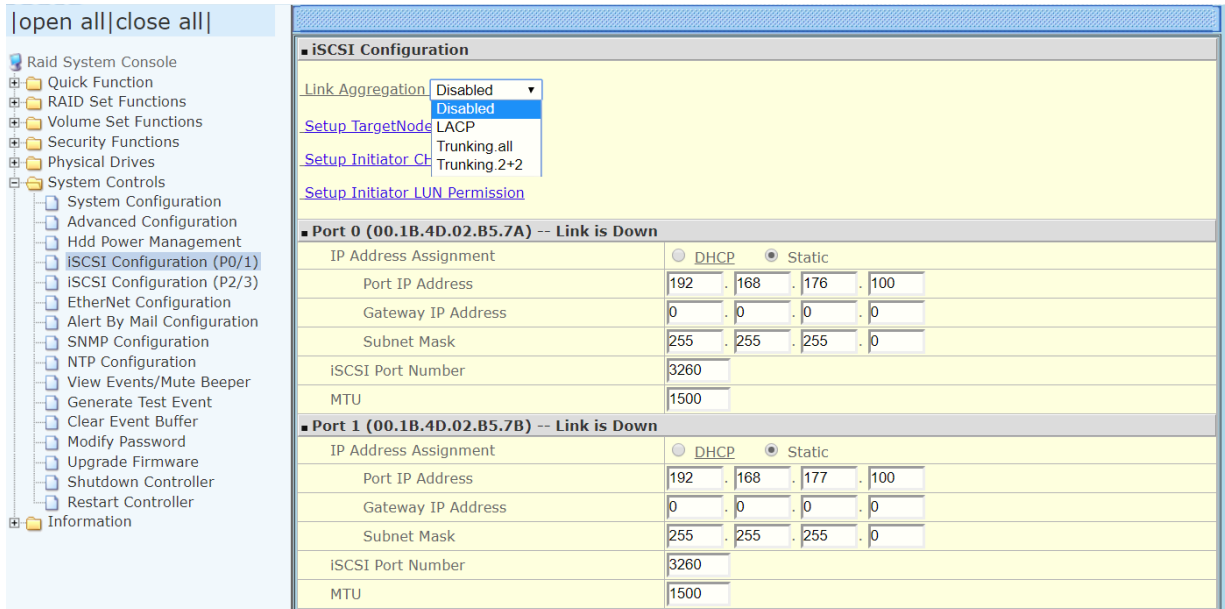 |open all|close all|
Raid System Console
Quick Function
RAID Set Functions
Volume Set Functions
Security Functions
Physical Drives
System Controls
System Configuration
Advanced Configuration
Hdd Power Management
iSCSI Configuration (P0/1)
iSCSI Configuration (P2/3)
EtherNet Configuration
Alert By Mail Configuration
SNMP Configuration
NTP Configuration
View Events/Mute Beeper
Generate Test Event
Clear Event Buffer
Modify Password
Upgrade Firmware
Shutdown Controller
Restart Controller
Information
iSCSI Configuration
Link Aggregation Disabled
Disabled
LACP
Trunking.all
Trunking.2+2
Setup TargetNode
Setup Initiator CH
Setup Initiator LUN Permission
Port 0 (00.1B.4D.02.B5.7A) -- Link is Down
IP Address Assignment DHCP Static
Port IP Address 192 . 168 . 176 . 100
Gateway IP Address 0 . 0 . 0 . 0
Subnet Mask 255 . 255 . 255 . 0
iSCSI Port Number 3260
MTU 1500
Port 1 (00.1B.4D.02.B5.7B) -- Link is Down
IP Address Assignment DHCP Static
Port IP Address 192 . 168 . 177 . 100
Gateway IP Address 0 . 0 . 0 . 0
Subnet Mask 255 . 255 . 255 . 0
iSCSI Port Number 3260
MTU 1500